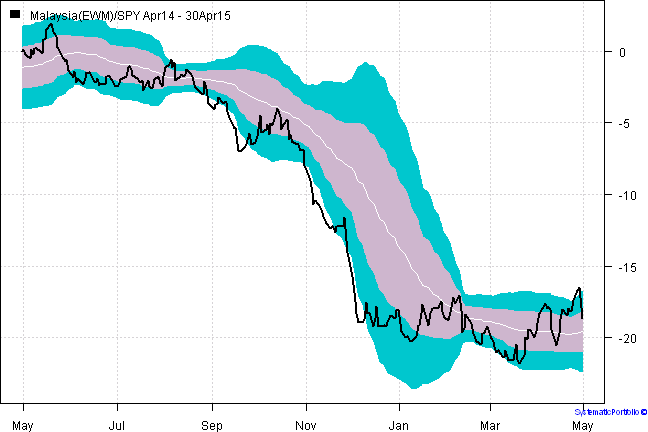 Malaysia(EWM)/SPY Apr14 - 30Apr15
0
-5
-10
-15
-20
SystematicPortfolio ©
May Jul Sep Nov Jan Mar May